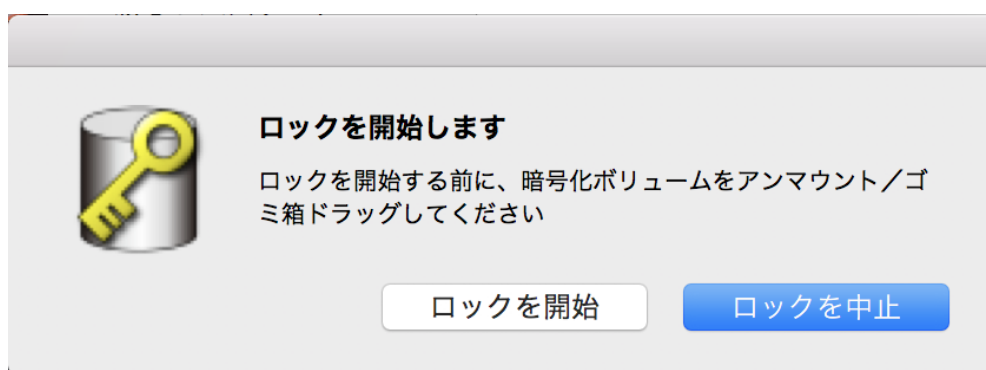 ロックを開始します
ロックを開始する前に、暗号化ボリュームをアンマウント／ゴ
ミ箱ドラッグしてください
ロックを開始
ロックを中止